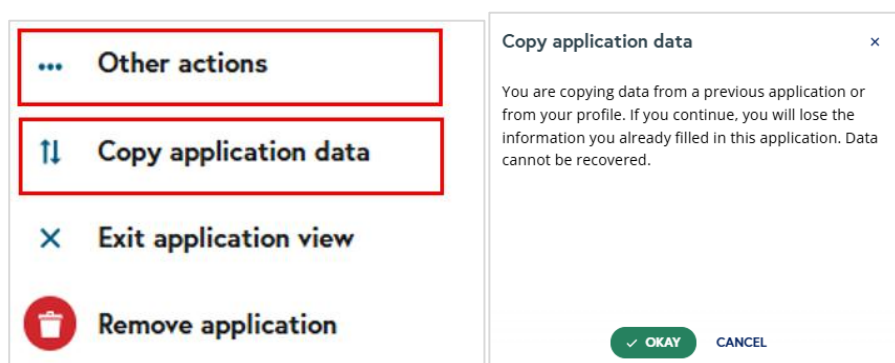 Other actions
Copy application data
Exit application view
Remove application
Copy application data
You are copying data from a previous application or
from your profile. If you continue, you will lose the
information you already filled in this application. Data
cannot be recovered.
OKAY CANCEL